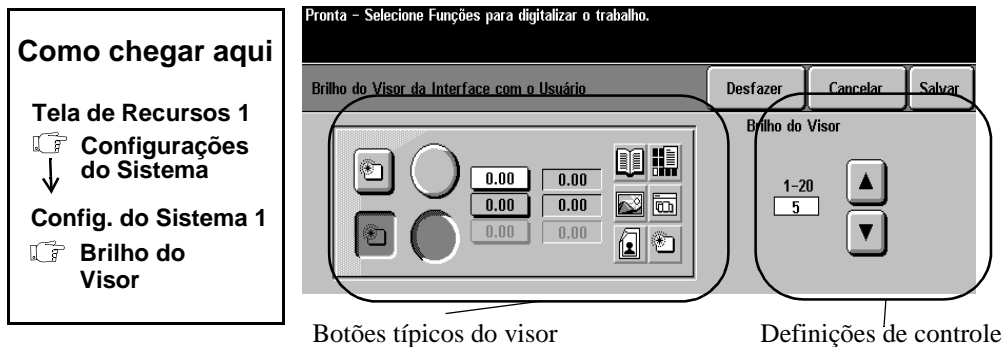 Como chegar aqui
Tela de Recursos 1
Configurações
do Sistema
Config. do Sistema 1
Brilho do
Visor
Pronta - Selecione Funções para digitalizar o trabalho.
Brilho do Visor da Interface com o Usuário
Desfazer
Cancelar
Salvar
0.00 0.00
0.00 0.00
0.00 0.00
Brilho do Visor
1-20
5
Botões típicos do visor
Definições de controle